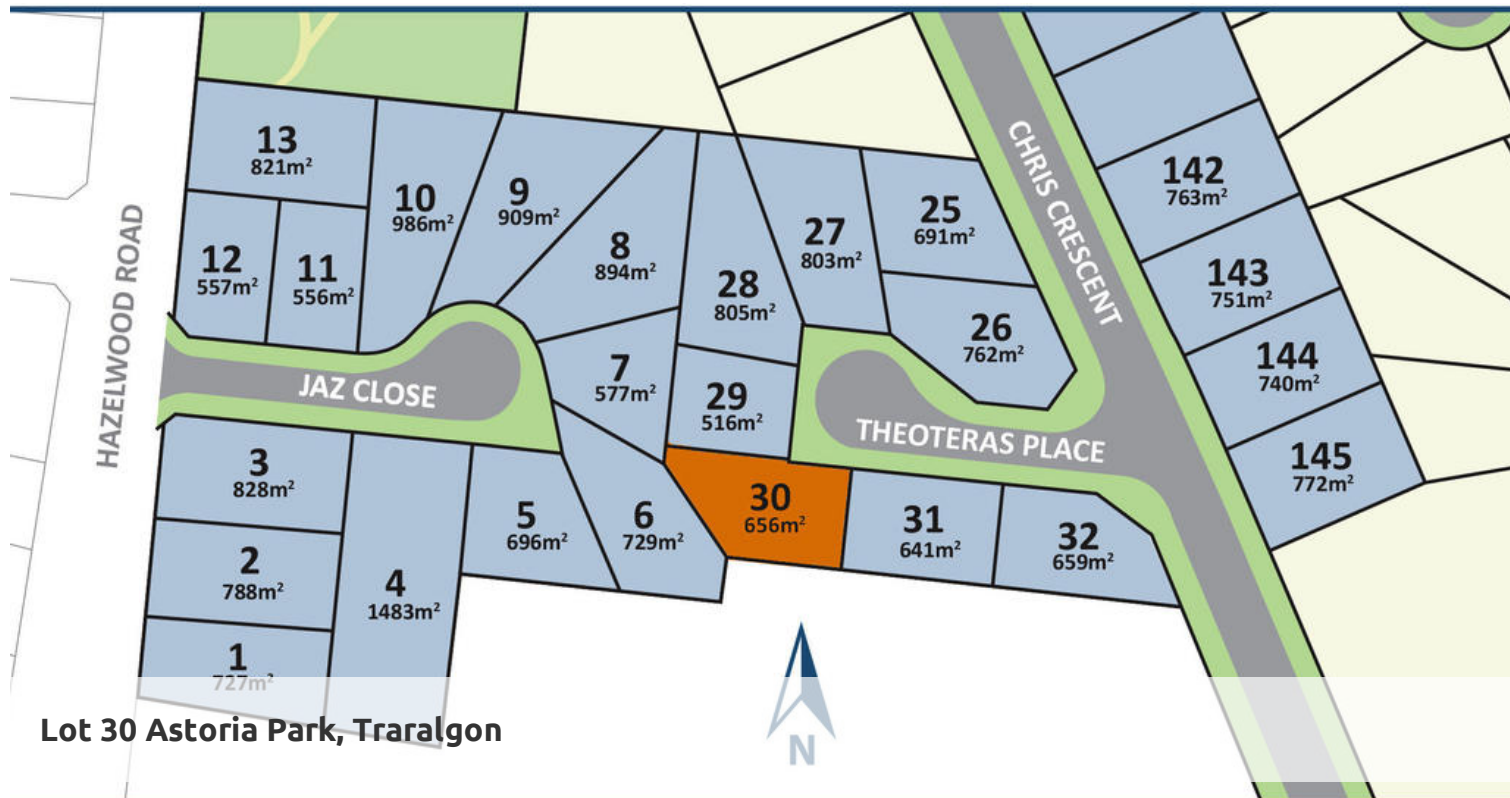 13
821m²
10
986m²
9
909m²
8
894m²
12
557m²
11
556m²
28
805m²
27
803m²
25
691m²
26
762m²
142
763m²
143
751m²
144
740m²
145
772m²
CHRIS CRESCENT
HAZELWOOD ROAD
JAZ CLOSE
7
577m²
29
516m²
THEOTERAS PLACE
3
828m²
2
788m²
1
727m²
4
1483m²
5
696m²
6
729m²
30
656m²
31
641m²
32
659m²
N
Lot 30 Astoria Park, Traralgon